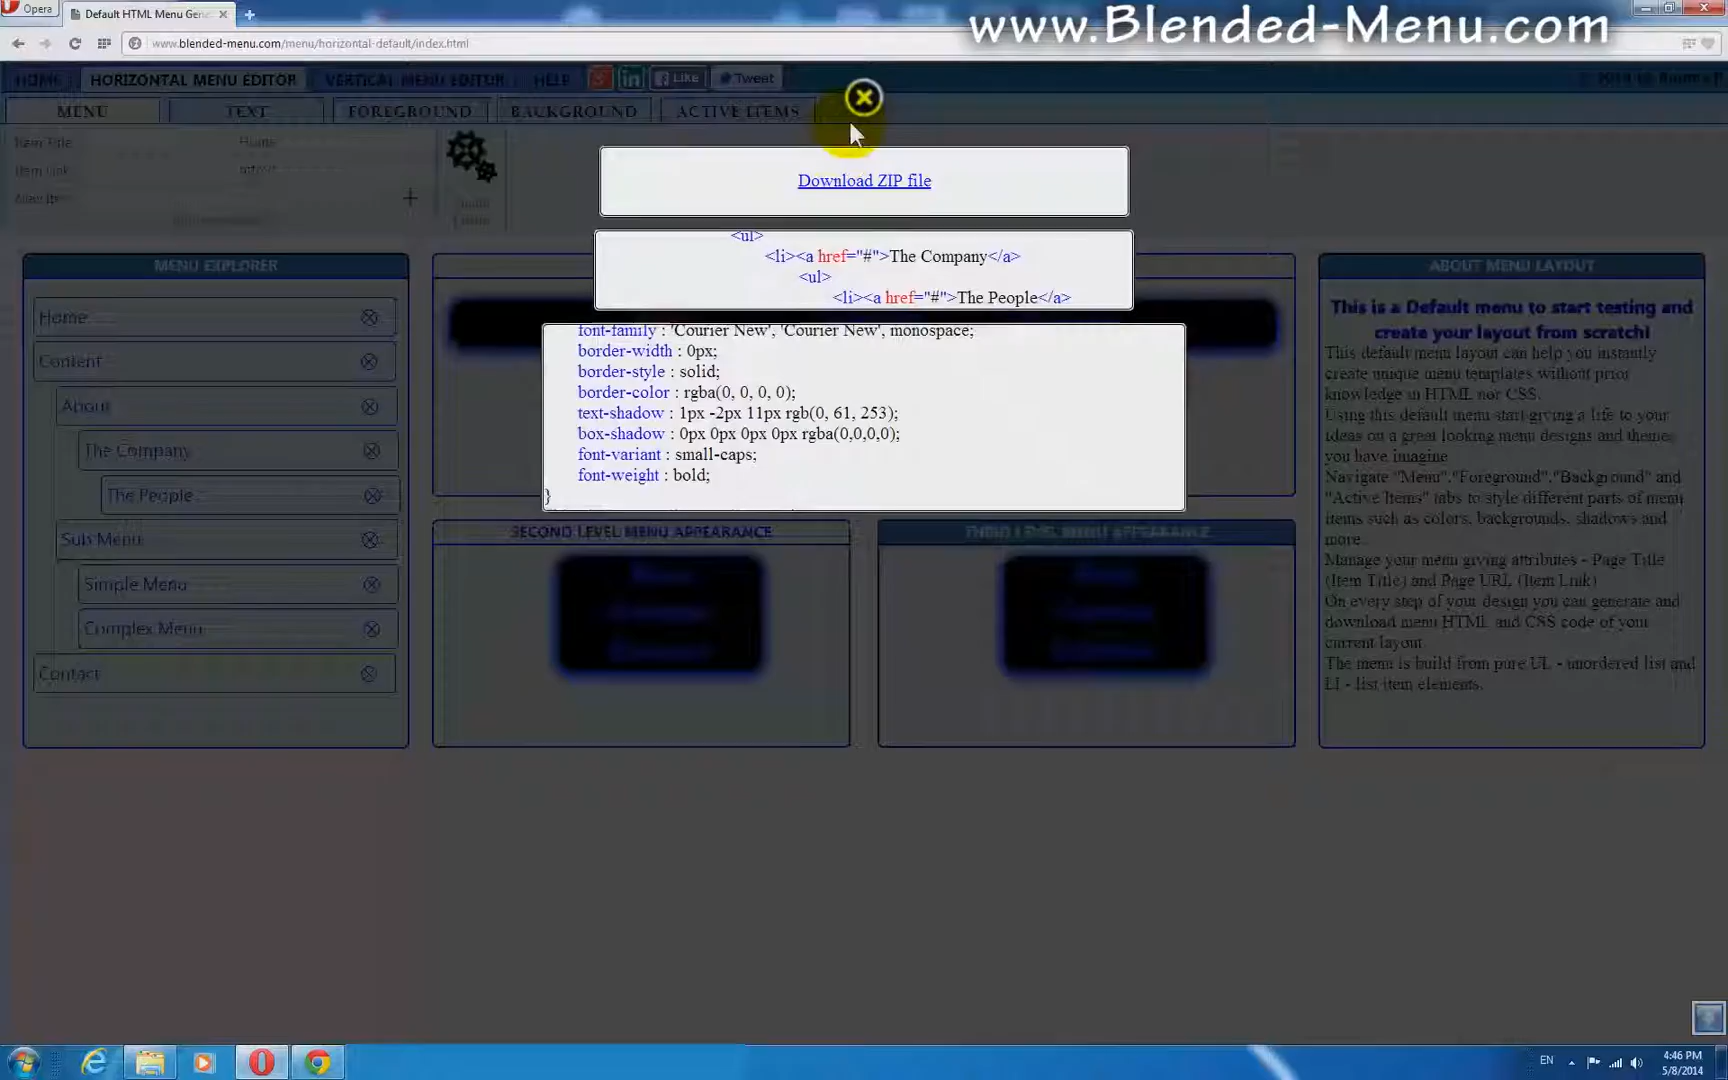 Opera
Default HTML Menu Gene
www.Blended-Menu.com
www.blended-menu.com/menu/horizontal-default/index.html
HOME HORIZONTAL MENU EDITOR VERTICAL MENU EDITOR HELP in Like Tweet
MENU TEXT FOREGROUND BACKGROUND ACTIVE ITEMS
Item Title Home
Item Link
Download ZIP file
<ul>
<li><a href="#">The Company</a>
<ul>
<li><a href="#">The People</a>
font-family : 'Courier New', 'Courier New', monospace;
border-width : 0px;
border-style : solid;
border-color : rgba(0, 0, 0, 0);
text-shadow : 1px -2px 11px rgb(0, 61, 253);
box-shadow : 0px 0px 0px 0px rgba(0,0,0,0);
font-variant : small-caps;
font-weight : bold;
}
MENU EXPLORER
Home
Content
About
The Company
The People
Sub Menu
Simple Menu
Complex Menu
Contact
SECOND LEVEL MENU APPEARANCE
THIRD LEVEL MENU APPEARANCE
ABOUT MENU LAYOUT
This is a Default menu to start testing and
create your layout from scratch!
This default menu layout can help you instantly
create unique menu templates without prior
knowledge in HTML nor CSS.
Using this default menu start giving a life to your
ideas on a great looking menu designs and themes
you have imagine
Navigate "Menu","Foreground","Background" and
"Active Items" tabs to style different parts of menu
items such as colors, backgrounds, shadows and
more.
Manage your menu giving attributes - Page Title
(Item Title) and Page URL (Item Link)
On every step of your design you can generate and
download menu HTML and CSS code of your
current layout
The menu is build from pure UL - unordered list and
LI - list item elements.
EN
4:46 PM
5/8/2014